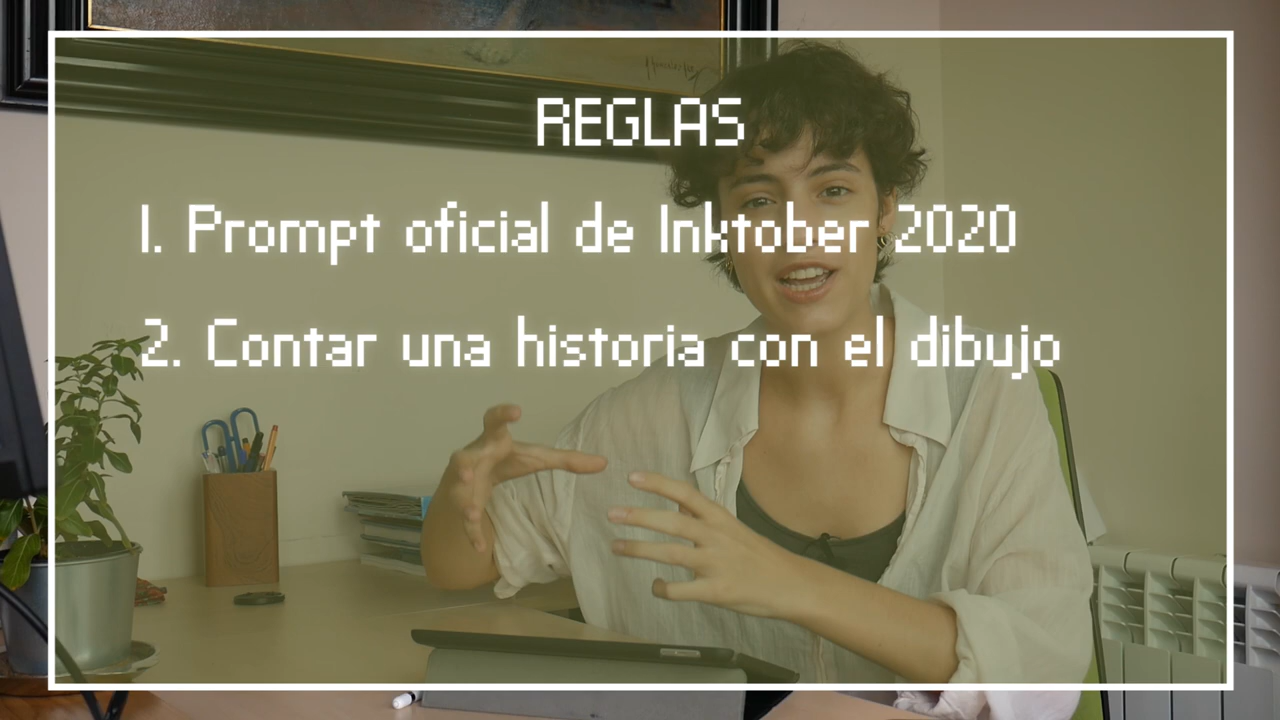 REGLAS
1. Prompt oficial de Inktober 2020
2. Contar una historia con el dibujo